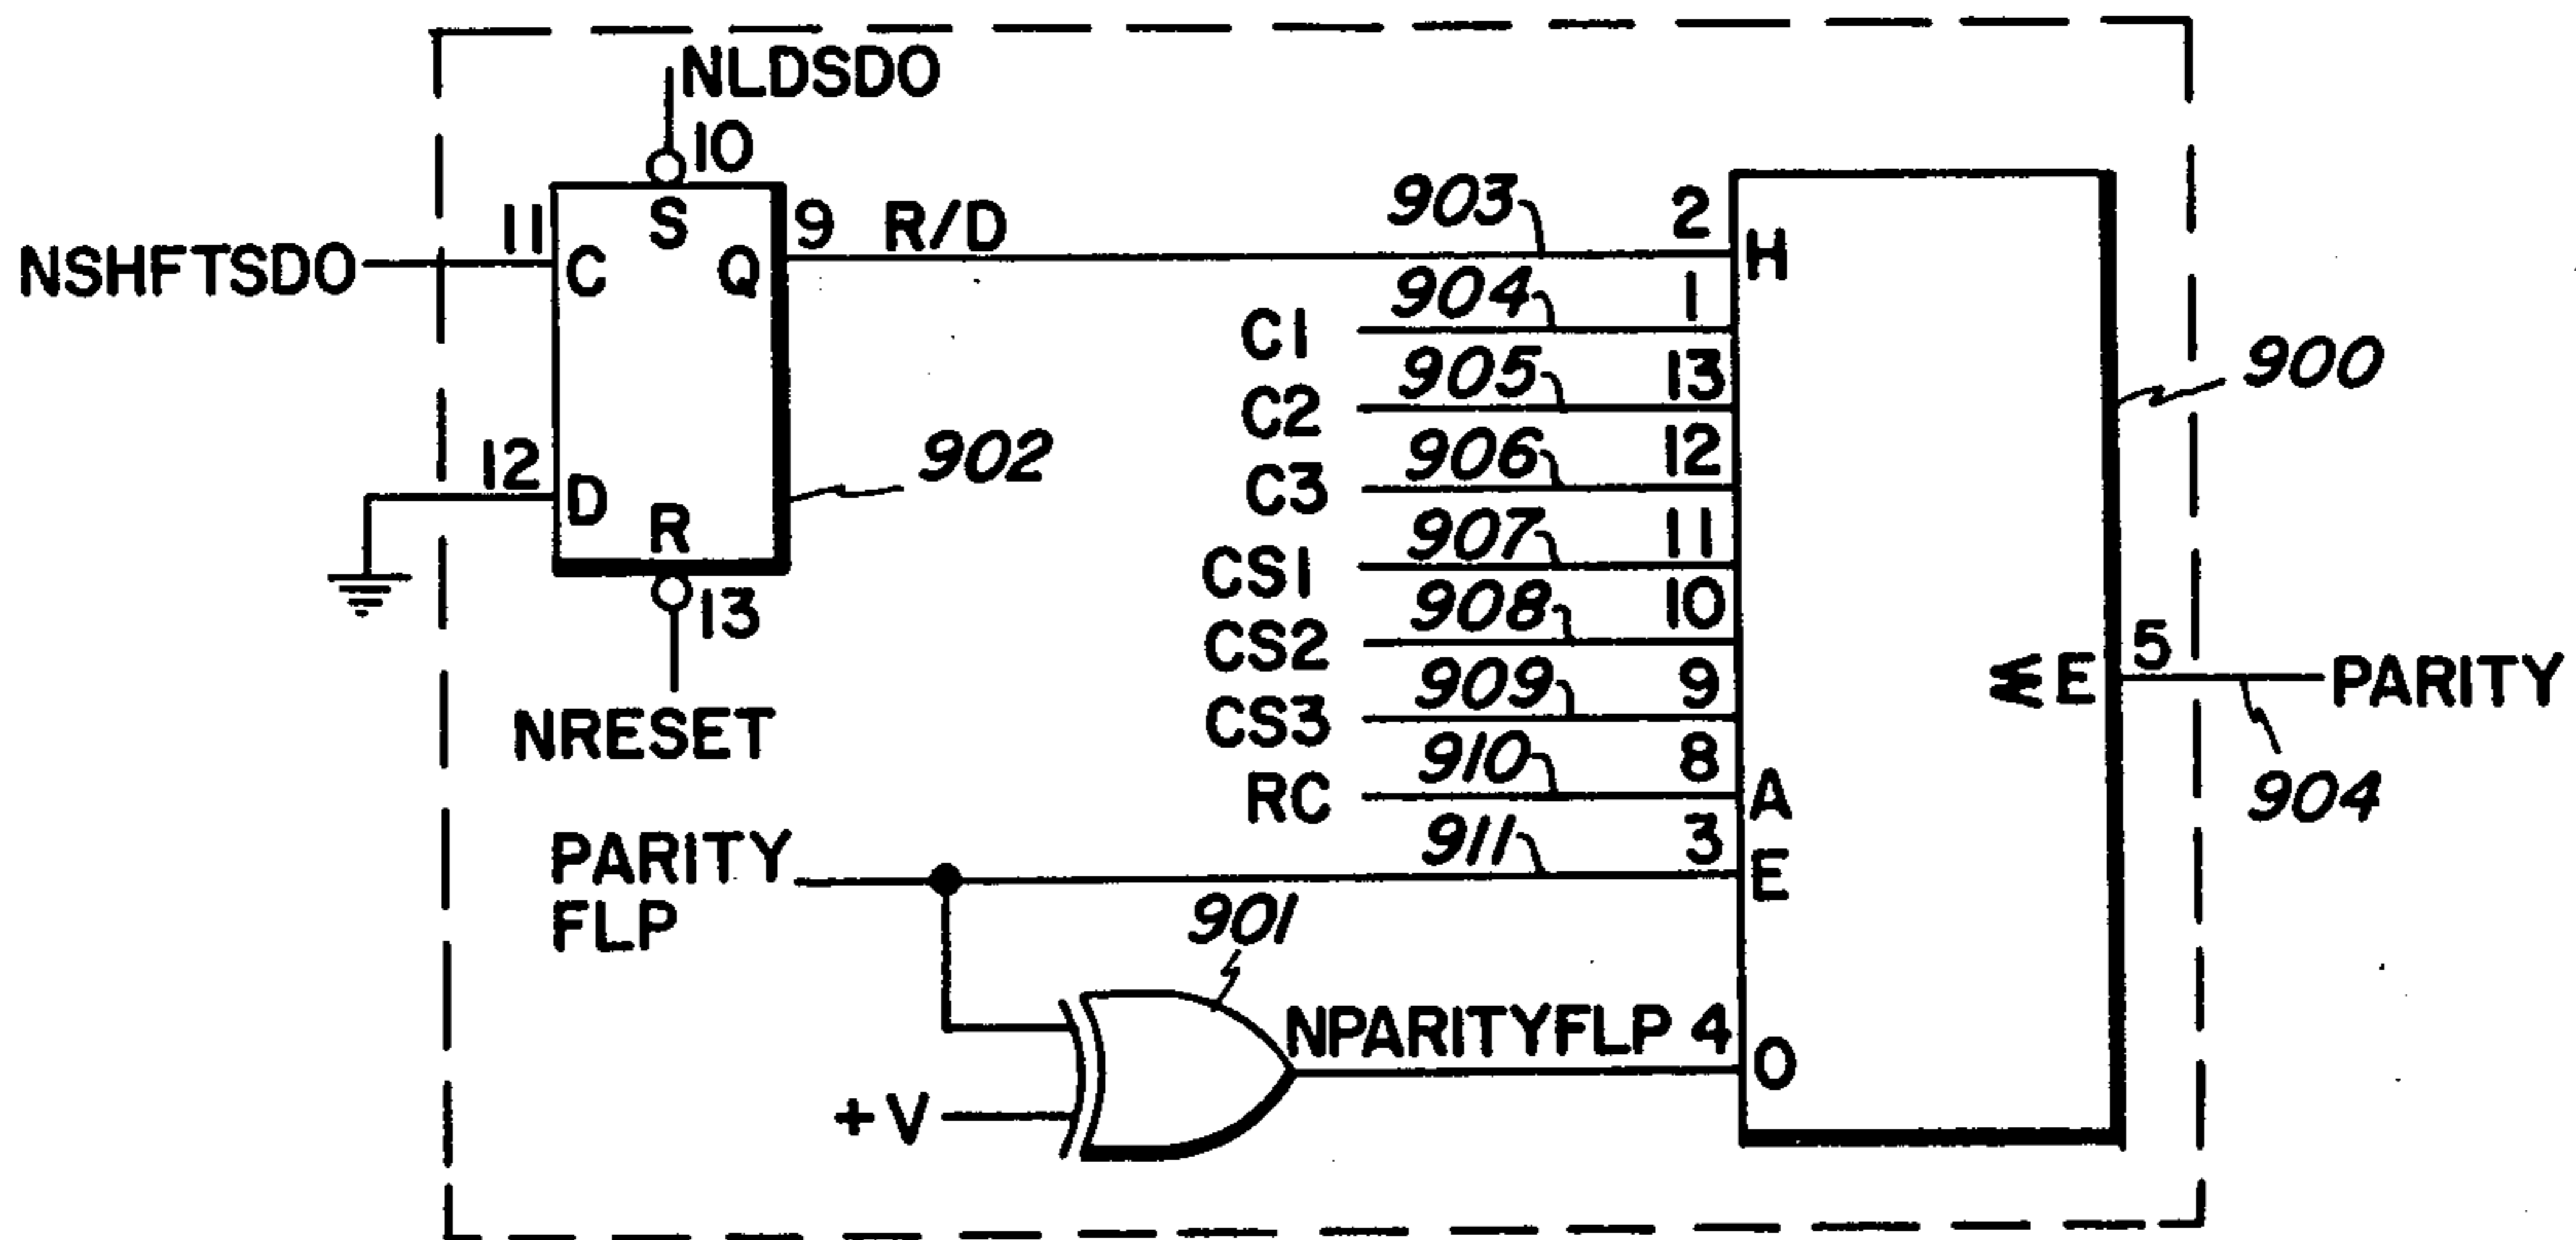 NLDSDO
10
NSHFTSDO 11 C S Q 9 R/D 903 2 H
C1 904 1
C2 905 13
C3 906 12
CS1 907 11
CS2 908 10
CS3 909 9
RC 910 8 A
12 D R 902
13
NRESET
PARITY
FLP
911 3 E
901
+V
NPARITYFLP 4 O
900
E 5 PARITY
904